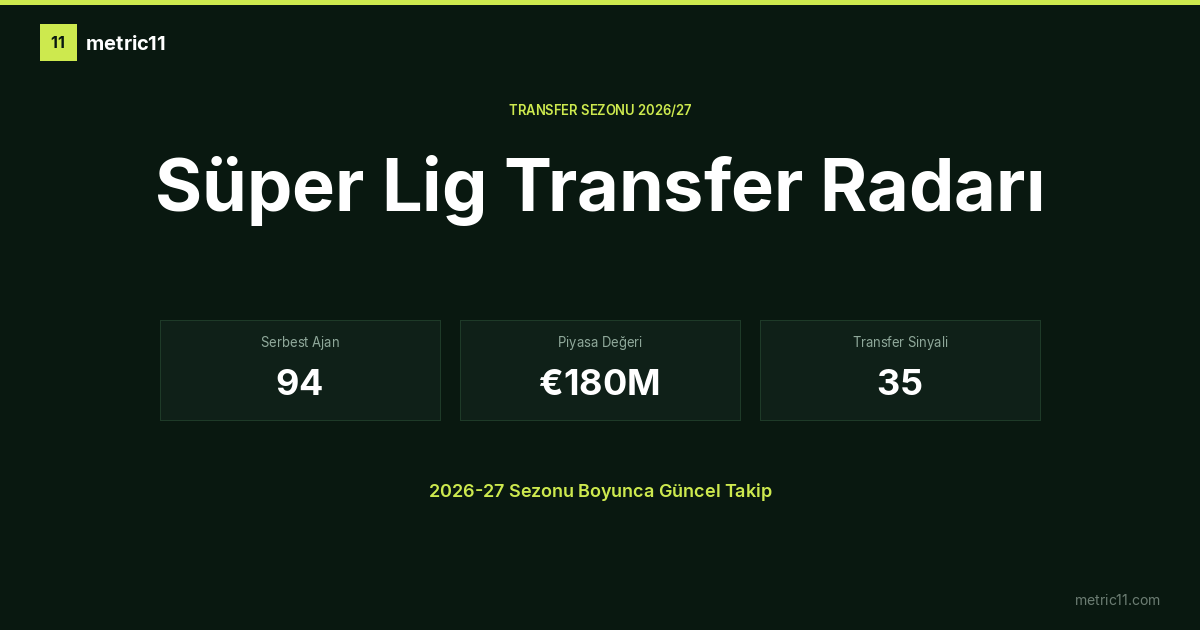 11 metric11
TRANSFER SEZONU 2026/27
Süper Lig Transfer Radarı
Serbest Ajan
94
Piyasa Değeri
€180M
Transfer Sinyali
35
2026-27 Sezonu Boyunca Güncel Takip
metric11.com